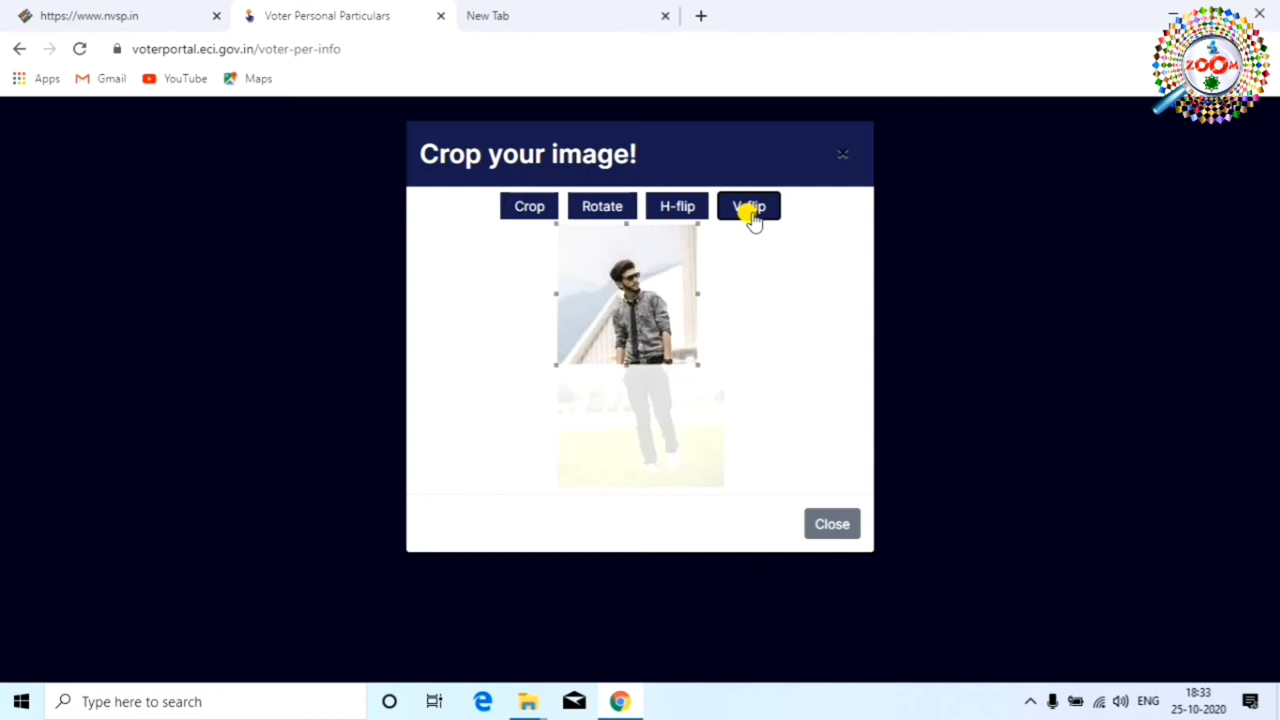 https://www.nvsp.in
Voter Personal Particulars
New Tab
voterportal.eci.gov.in/voter-per-info
Apps
Gmail
YouTube
Maps
ZOOM
Crop your image!
Crop
Rotate
H-flip
V-flip
Close
Type here to search
ENG
18:33
25-10-2020